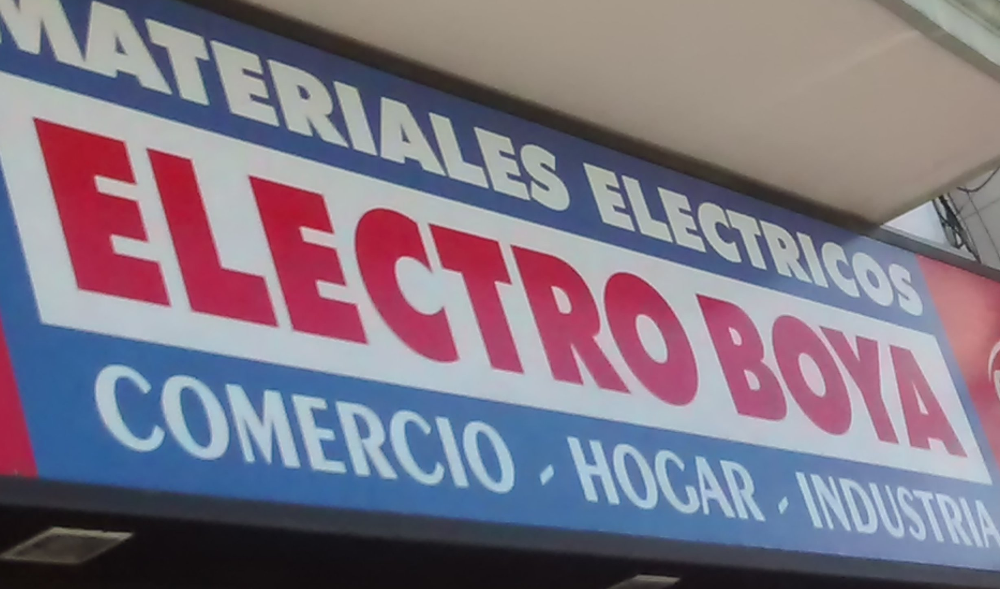 MATERIALES ELECTRICOS
ELECTRO BOYA
COMERCIO - HOGAR - INDUSTRIA